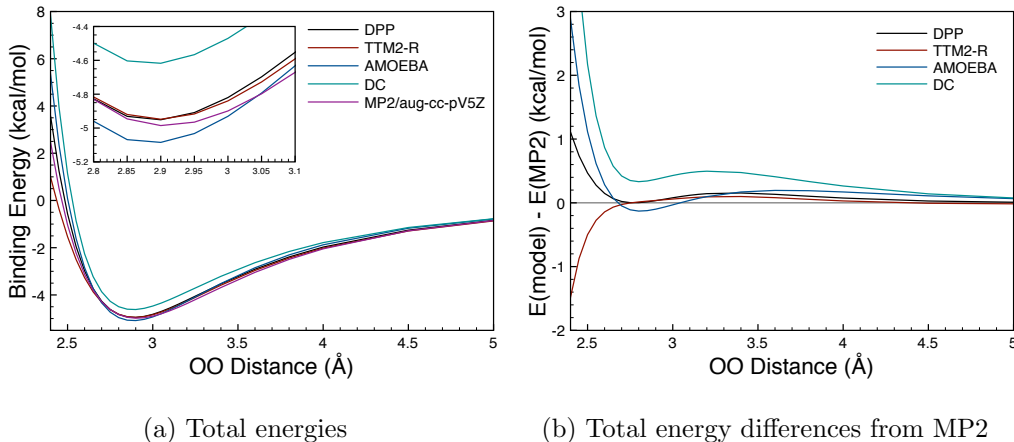 8
6
4
2
0
-2
-4
2.5
3
3.5
4
4.5
5
Binding Energy (kcal/mol)
OO Distance (Å)
-4.4
-4.6
-4.8
-5
-5.2
2.8
2.85
2.9
2.95
3
3.05
3.1
DPP
TTM2-R
AMOEBA
DC
MP2/aug-cc-pV5Z
(a) Total energies
3
2
1
0
-1
-2
2.5
3
3.5
4
4.5
5
E(model) - E(MP2) (kcal/mol)
OO Distance (Å)
DPP
TTM2-R
AMOEBA
DC
(b) Total energy differences from MP2